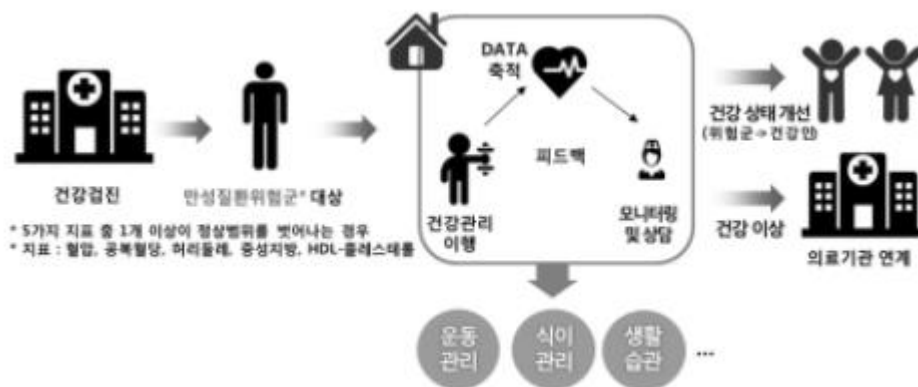 건강검진
만성질환위험군* 대상
* 5가지 지표 중 1개 이상이 정상범위를 벗어나는 경우
* 지표 : 혈압, 공복혈당, 허리둘레, 중성지방, HDL-콜레스테롤
DATA
축적
피드백
건강관리
이행
모니터링
및 상담
건강 상태 개선
(위험군→건강인)
건강 이상
의료기관 연계
운동
관리
식이
관리
생활
습관
...